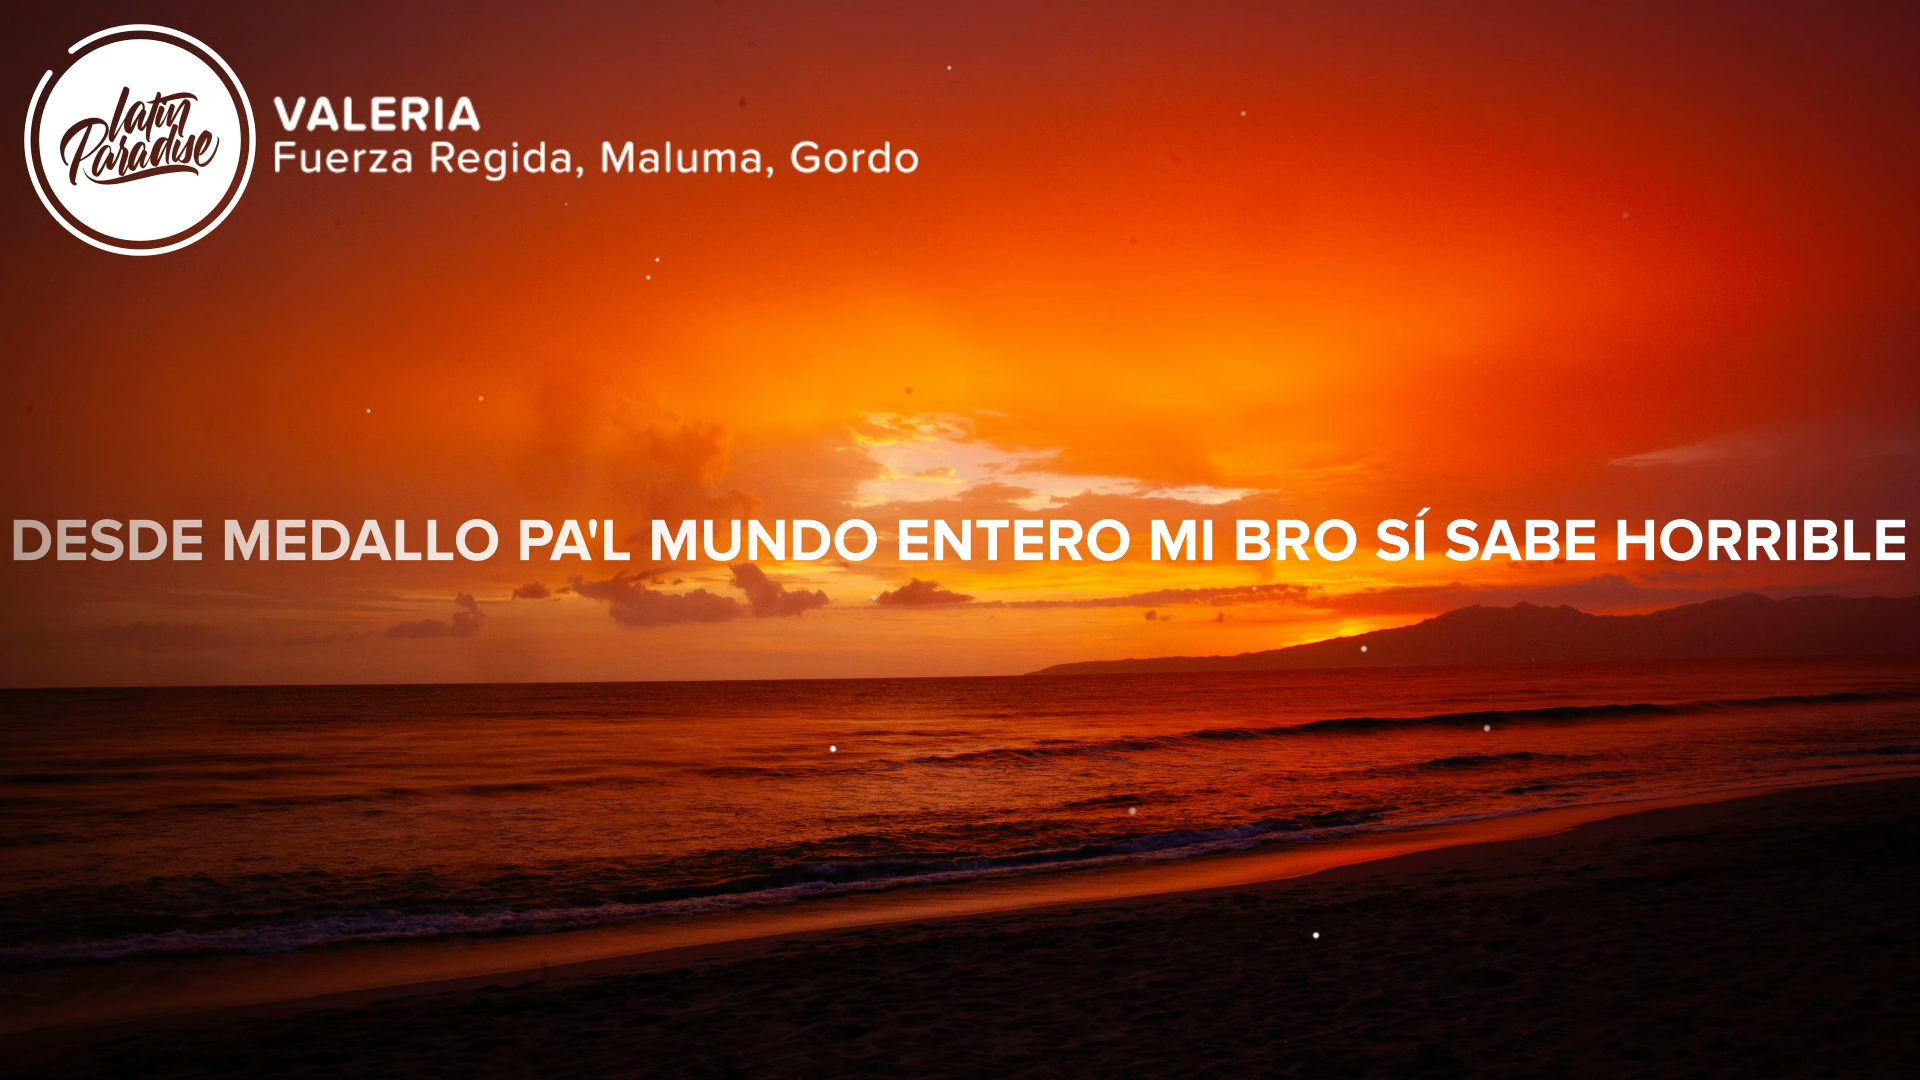 latin
Paradise
VALERIA
Fuerza Regida, Maluma, Gordo
DESDE MEDALLO PA'L MUNDO ENTERO MI BRO SÍ SABE HORRIBLE